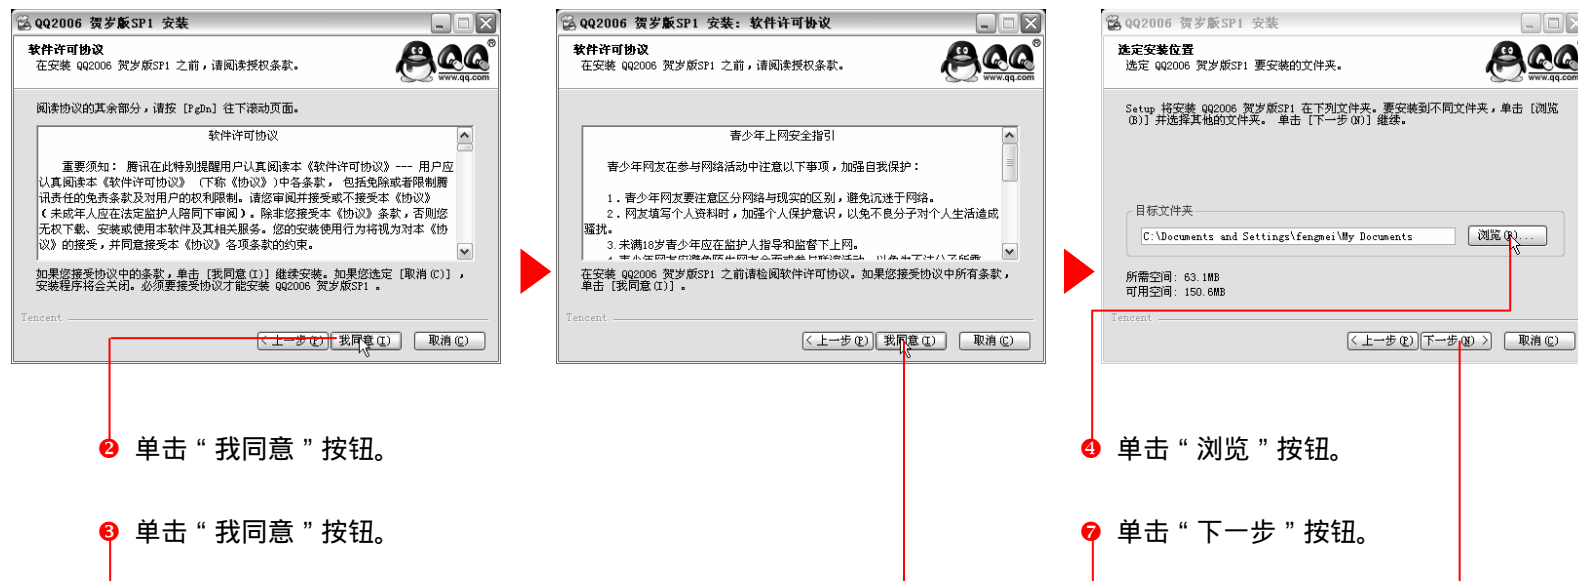 QQ2006 贺岁版SP1 安装
软件许可协议
在安装 QQ2006 贺岁版SP1 之前，请阅读授权条款。
www.qq.com
阅读协议的其余部分，请按 [PgDn] 往下滚动页面。
软件许可协议
重要须知： 腾讯在此特别提醒用户认真阅读本《软件许可协议》--- 用户应
认真阅读本《软件许可协议》（下称《协议》)中各条款， 包括免除或者限制腾
讯责任的免责条款及对用户的权利限制。请您审阅并接受或不接受本《协议》
(未成年人应在法定监护人陪同下审阅)。除非您接受本《协议》条款，否则您
无权下载、安装或使用本软件及其相关服务。您的安装使用行为将视为对本《协
议》的接受，并同意接受本《协议》各项条款的约束。
如果您接受协议中的条款，单击 [我同意(I)] 继续安装。如果您选定 [取消(C)] ，
安装程序将会关闭。必须要接受协议才能安装 QQ2006 贺岁版SP1 。
Tencent
< 上一步(P)
我同意(I)
取消(C)
QQ2006 贺岁版SP1 安装: 软件许可协议
软件许可协议
在安装 QQ2006 贺岁版SP1 之前，请阅读授权条款。
www.qq.com
青少年上网安全指引
青少年网友在参与网络活动中注意以下事项，加强自我保护：
1．青少年网友要注意区分网络与现实的区别，避免沉迷于网络。
2．网友填写个人资料时，加强个人保护意识，以免不良分子对个人生活造成
骚扰。
3．未满18岁青少年应在监护人指导和监督下上网。
在安装 QQ2006 贺岁版SP1 之前请检阅软件许可协议。如果您接受协议中所有条款，
单击 [我同意(I)] 。
Tencent
< 上一步(P)
我同意(I)
取消(C)
QQ2006 贺岁版SP1 安装
选定安装位置
选定 QQ2006 贺岁版SP1 要安装的文件夹。
www.qq.com
Setup 将安装 QQ2006 贺岁版SP1 在下列文件夹。要安装到不同文件夹，单击 [浏览
(B)] 并选择其他的文件夹。 单击 [下一步(N)] 继续。
目标文件夹
C:\Documents and Settings\fengmei\My Documents
浏览(B)...
所需空间: 63.1MB
可用空间: 150.6MB
Tencent
< 上一步(P)
下一步(N) >
取消(C)
❷ 单击“我同意”按钮。
❸ 单击“我同意”按钮。
❹ 单击“浏览”按钮。
❼ 单击“下一步”按钮。